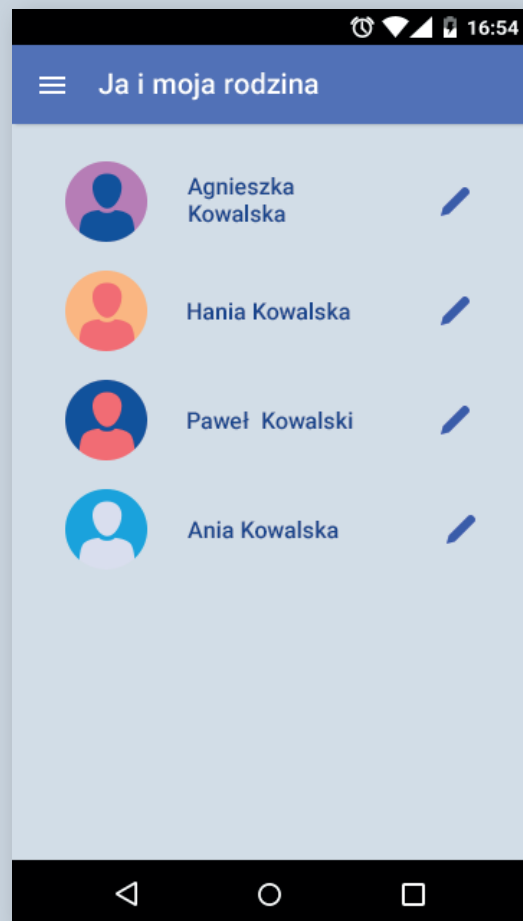 16:54
Ja i moja rodzina
Agnieszka
Kowalska
Hania Kowalska
Paweł Kowalski
Ania Kowalska